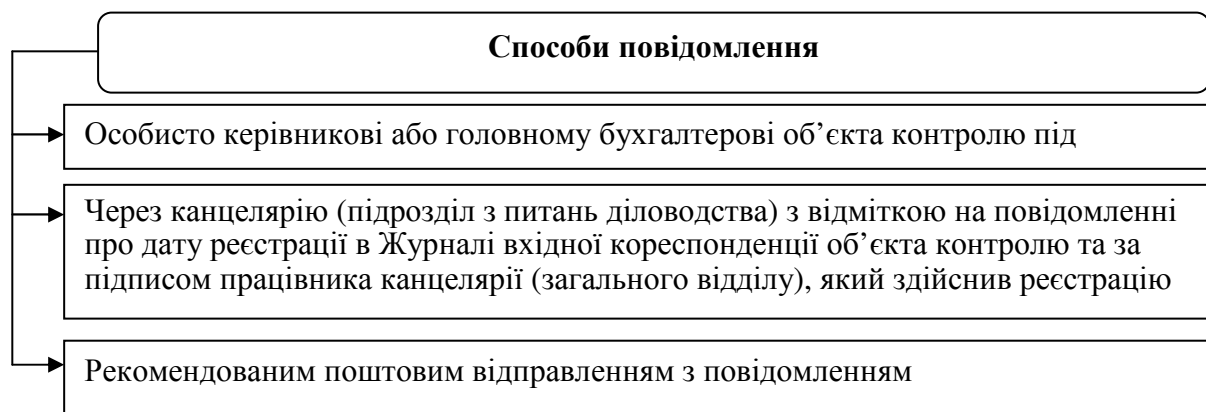 Способи повідомлення
Особисто керівникові або головному бухгалтерові об’єкта контролю під
Через канцелярію (підрозділ з питань діловодства) з відміткою на повідомленні
про дату реєстрації в Журналі вхідної кореспонденції об’єкта контролю та за
підписом працівника канцелярії (загального відділу), який здійснив реєстрацію
Рекомендованим поштовим відправленням з повідомленням